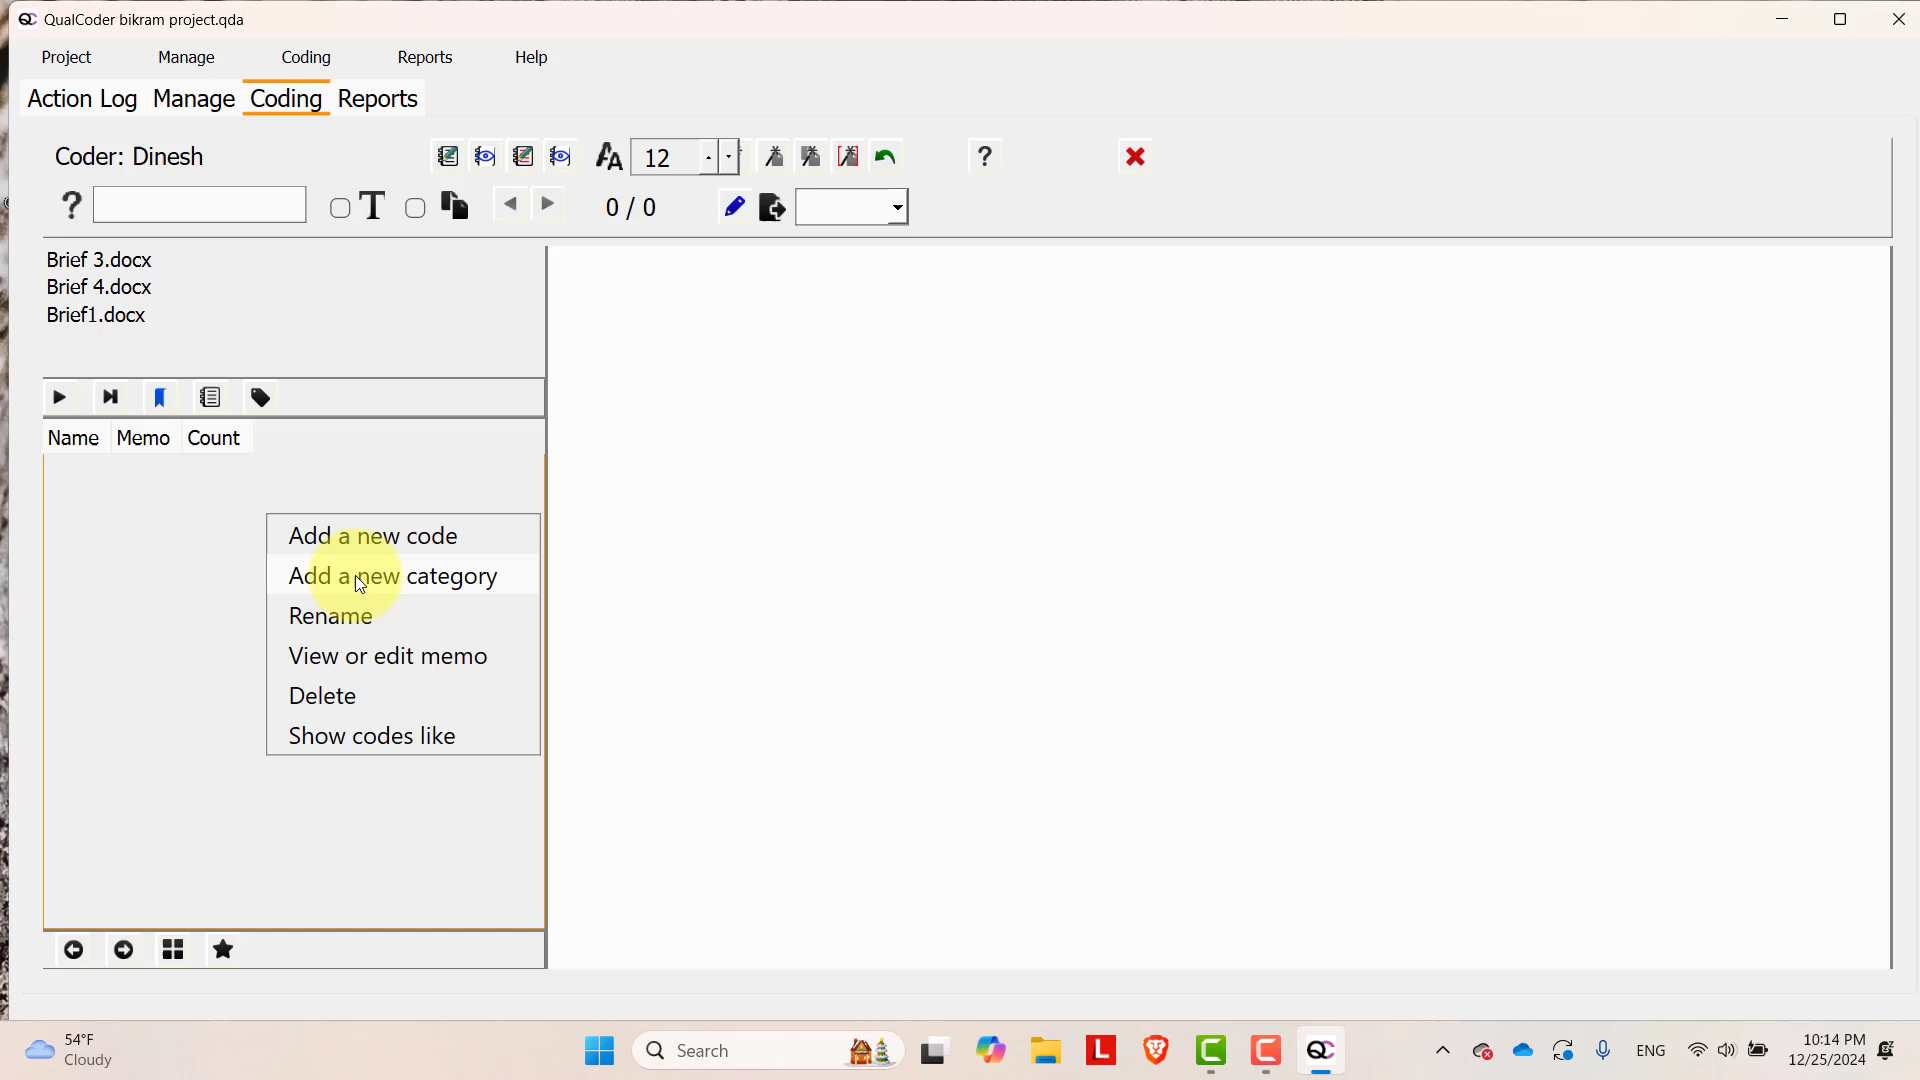 QualCoder bikram project.qda
Project Manage Coding Reports Help
Action Log Manage Coding Reports
Coder: Dinesh
12
? T 0 / 0
?
Brief 3.docx
Brief 4.docx
Brief1.docx
Name Memo Count
Add a new code
Add a new category
Rename
View or edit memo
Delete
Show codes like
54°F
Cloudy
Search
L
QC
ENG
10:14 PM
12/25/2024